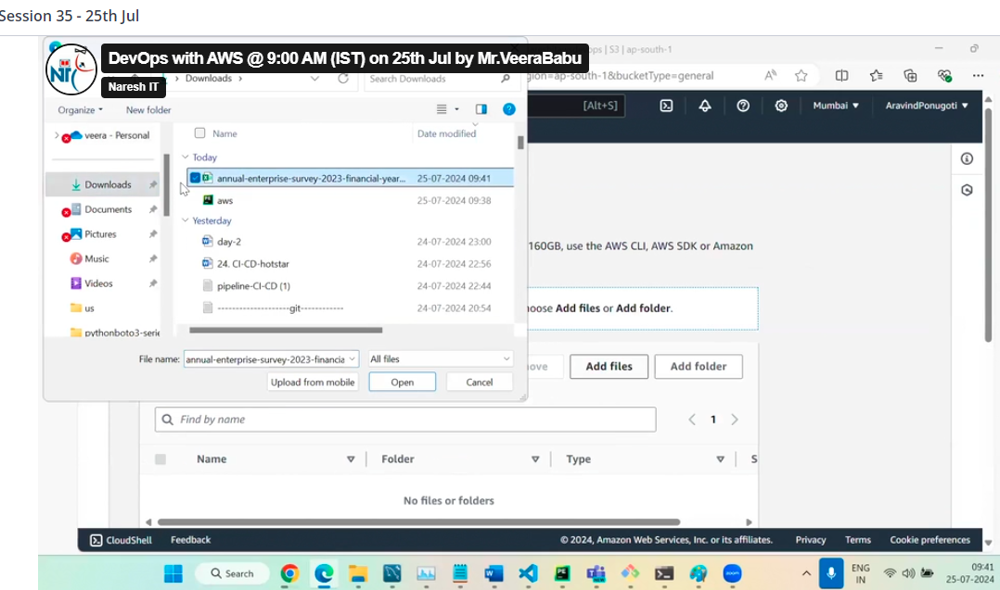 Session 35 - 25th Jul
ops | S3 | ap-south-1
DevOps with AWS @ 9:00 AM (IST) on 25th Jul by Mr.VeeraBabu
Naresh IT
Downloads
Search Downloads
gion=ap-south-1&bucketType=general
Organize
New folder
[Alt+S]
Mumbai
AravindPonugoti
veera - Personal
Name
Date modified
Today
annual-enterprise-survey-2023-financial-year...
25-07-2024 09:41
Downloads
aws
25-07-2024 09:38
Documents
Yesterday
Pictures
day-2
24-07-2024 23:00
160GB, use the AWS CLI, AWS SDK or Amazon
Music
24. CI-CD-hotstar
24-07-2024 22:56
Videos
pipeline-CI-CD (1)
24-07-2024 22:44
us
---------------------git------------
24-07-2024 20:54
hoose Add files or Add folder.
pythonboto3-serie
File name:
annual-enterprise-survey-2023-financia
All files
ove
Add files
Add folder
Upload from mobile
Open
Cancel
Find by name
1
Name
Folder
Type
S
No files or folders
CloudShell
Feedback
© 2024, Amazon Web Services, Inc. or its affiliates.
Privacy
Terms
Cookie preferences
Search
ENG
IN
09:41
25-07-2024